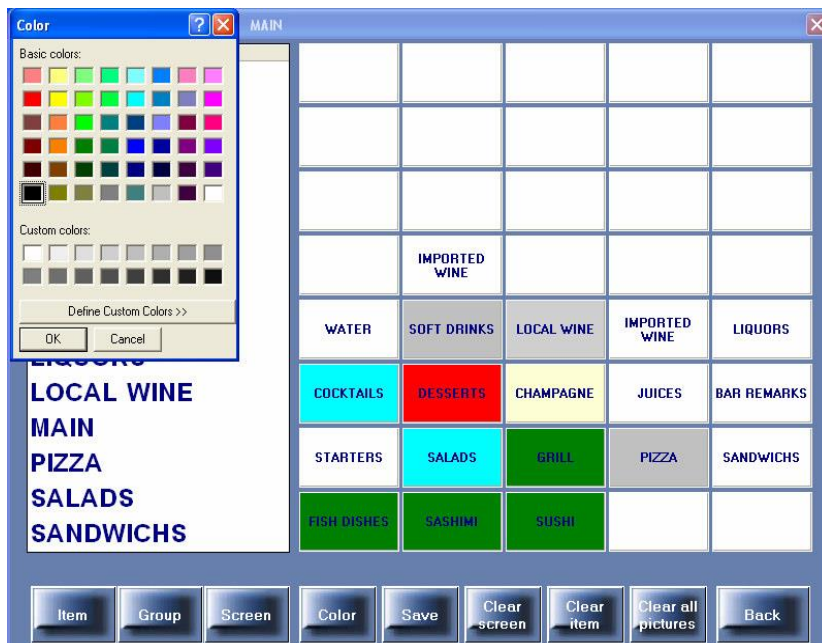 Color
MAIN
Basic colors:
Custom colors:
Define Custom Colors >>
OK Cancel
LIQUORS
LOCAL WINE
MAIN
PIZZA
SALADS
SANDWICHS
IMPORTED
WINE
WATER
SOFT DRINKS
LOCAL WINE
IMPORTED
WINE
LIQUORS
COCKTAILS
DESSERTS
CHAMPAGNE
JUICES
BAR REMARKS
STARTERS
SALADS
GRILL
PIZZA
SANDWICHS
FISH DISHES
SASHIMI
SUSHI
Item
Group
Screen
Color
Save
Clear
screen
Clear
item
Clear all
pictures
Back